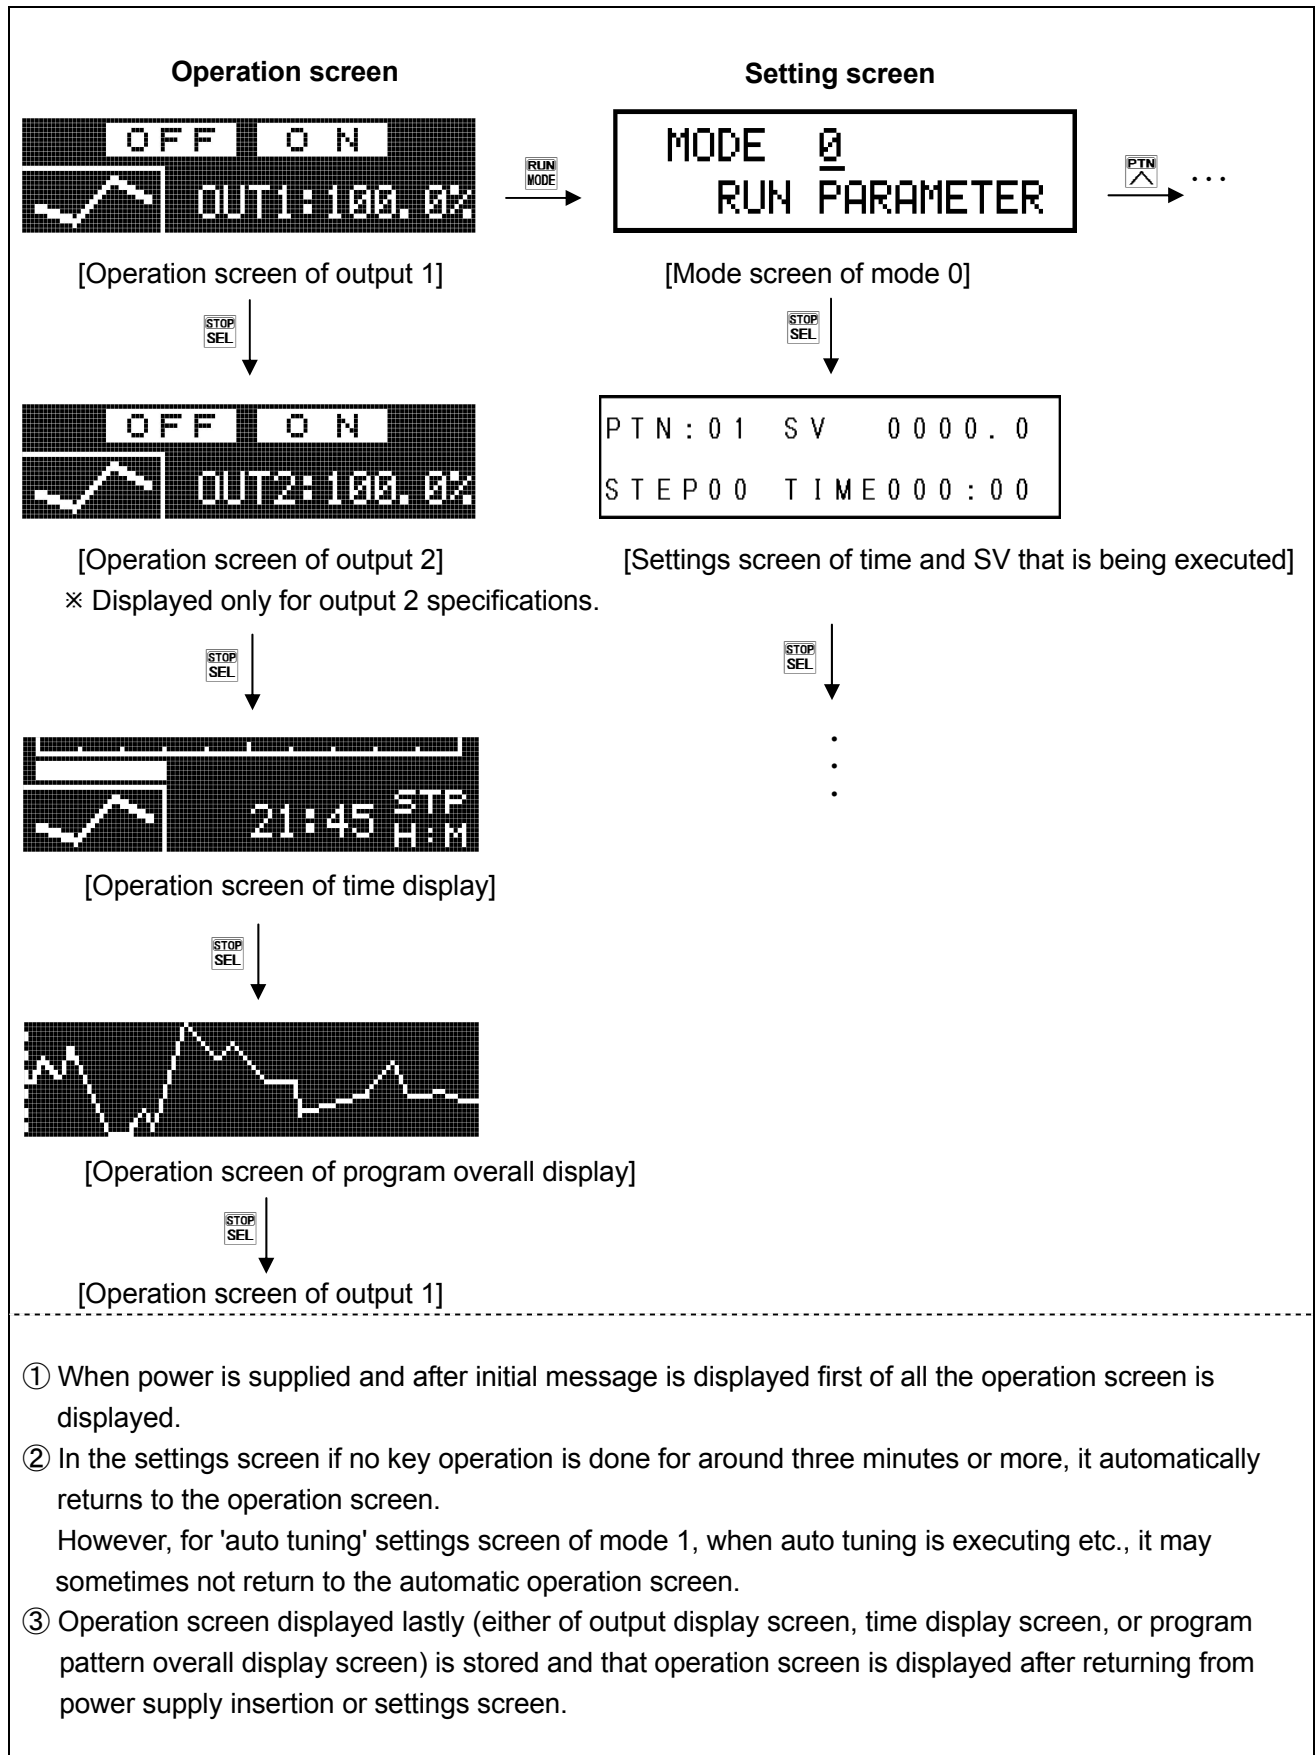 Operation screen
Setting screen
OFF ON
OUT1:100.0%
RUN
MODE
MODE 0
RUN PARAMETER
PTN
...
[Operation screen of output 1]
[Mode screen of mode 0]
STOP
SEL
STOP
SEL
OFF ON
OUT2:100.0%
PTN:01 SV 0000.0
STEP00 TIME000:00
[Operation screen of output 2]
[Settings screen of time and SV that is being executed]
※ Displayed only for output 2 specifications.
STOP
SEL
STOP
SEL
21:45 STP
H:M
[Operation screen of time display]
STOP
SEL
[Operation screen of program overall display]
STOP
SEL
[Operation screen of output 1]
① When power is supplied and after initial message is displayed first of all the operation screen is
displayed.
② In the settings screen if no key operation is done for around three minutes or more, it automatically
returns to the operation screen.
However, for 'auto tuning' settings screen of mode 1, when auto tuning is executing etc., it may
sometimes not return to the automatic operation screen.
③ Operation screen displayed lastly (either of output display screen, time display screen, or program
pattern overall display screen) is stored and that operation screen is displayed after returning from
power supply insertion or settings screen.